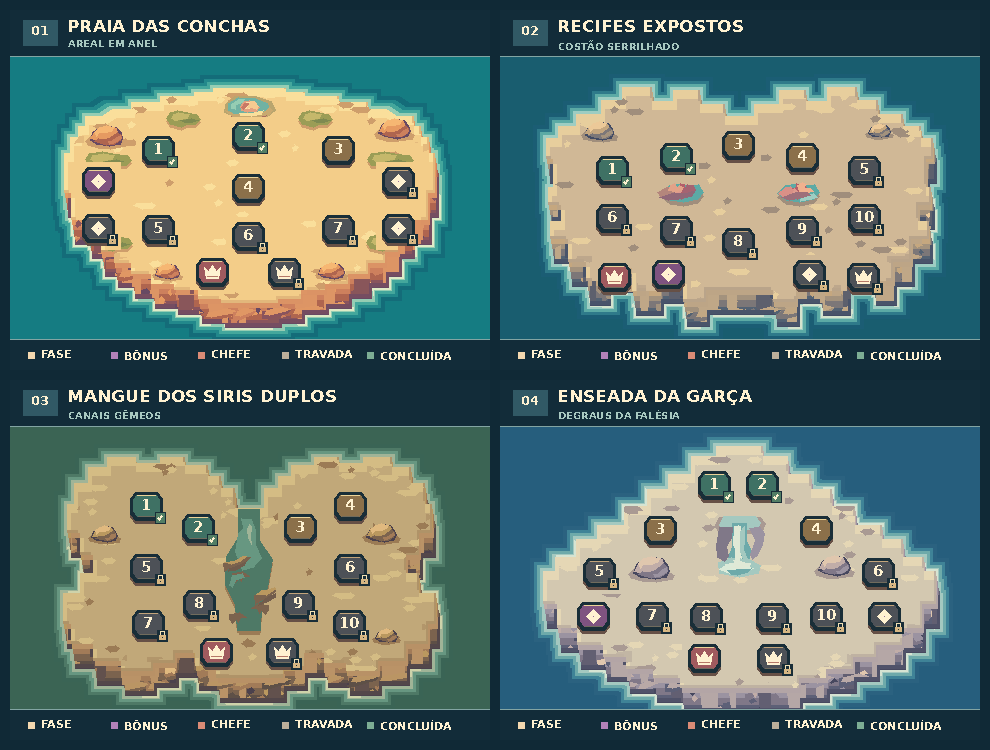 01 PRAIA DAS CONCHAS
AREAL EM ANEL
1 2 3
4
5 6 7
FASE BÔNUS CHEFE TRAVADA CONCLUÍDA
02 RECIFES EXPOSTOS
COSTÃO SERRILHADO
1 2 3 4 5
6 7 8 9 10
FASE BÔNUS CHEFE TRAVADA CONCLUÍDA
03 MANGUE DOS SIRIS DUPLOS
CANAIS GÊMEOS
1 2 3 4
5 6
7 8 9 10
FASE BÔNUS CHEFE TRAVADA CONCLUÍDA
04 ENSEADA DA GARÇA
DEGRAUS DA FALÉSIA
1 2
3 4
5 6
7 8 9 10
FASE BÔNUS CHEFE TRAVADA CONCLUÍDA